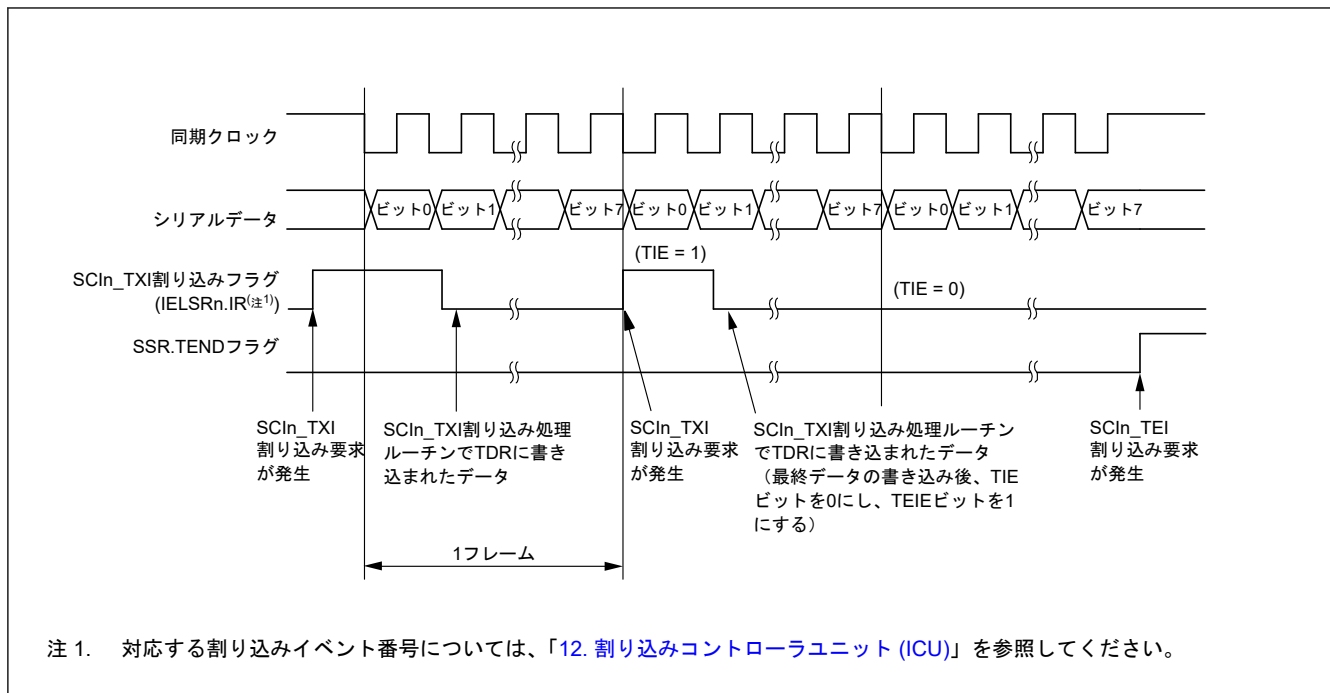 同期クロック
シリアルデータ
ビット0 ビット1 ビット7 ビット0 ビット1 ビット7 ビット0 ビット1 ビット7
SCIn_TXI割り込みフラグ
(IELSRn.IR(注1))
(TIE = 1)
(TIE = 0)
SSR.TENDフラグ
SCIn_TXI
割り込み要求
が発生
SCIn_TXI割り込み処理
ルーチンでTDRに書き
込まれたデータ
SCIn_TXI
割り込み要求
が発生
SCIn_TXI割り込み処理ルーチン
でTDRに書き込まれたデータ
（最終データの書き込み後、TIE
ビットを0にし、TEIEビットを1
にする）
SCIn_TEI
割り込み要求
が発生
1フレーム
注 1. 対応する割り込みイベント番号については、「12. 割り込みコントローラユニット (ICU)」を参照してください。